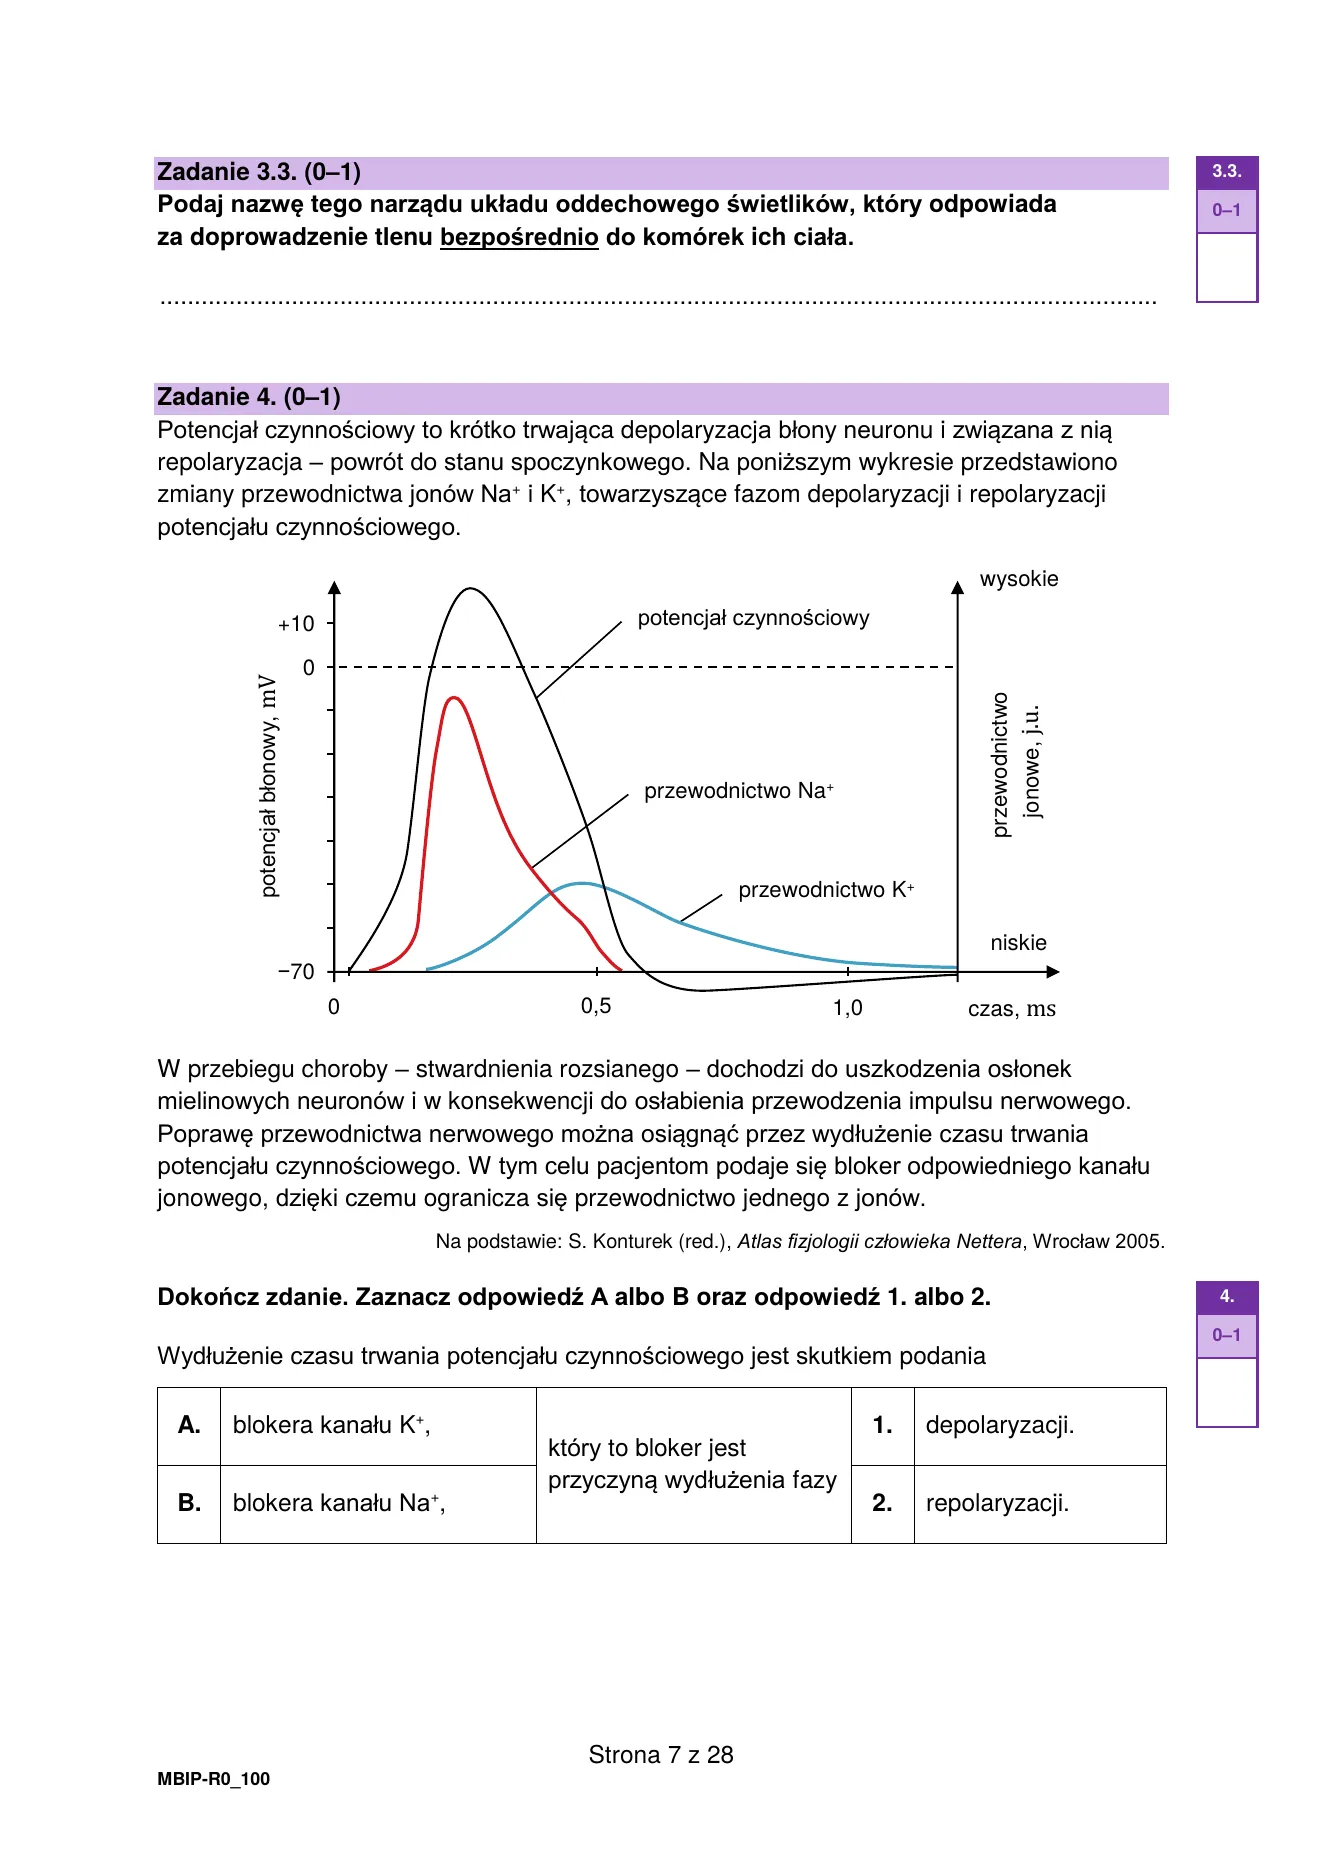 Zadanie 3.3. (0–1)
3.3.
0–1
Podaj nazwę tego narządu układu oddechowego świetlików, który odpowiada
za doprowadzenie tlenu bezpośrednio do komórek ich ciała.
....................................................................................................................................................
Zadanie 4. (0–1)
Potencjał czynnościowy to krótko trwająca depolaryzacja błony neuronu i związana z nią
repolaryzacja – powrót do stanu spoczynkowego. Na poniższym wykresie przedstawiono
zmiany przewodnictwa jonów Na⁺ i K⁺, towarzyszące fazom depolaryzacji i repolaryzacji
potencjału czynnościowego.
wysokie
+10
potencjał czynnościowy
0
potencjał błonowy, mV
przewodnictwo
jonowe, j.u.
przewodnictwo Na⁺
przewodnictwo K⁺
niskie
−70
0
0,5
1,0
czas, ms
W przebiegu choroby – stwardnienia rozsianego – dochodzi do uszkodzenia osłonek
mielinowych neuronów i w konsekwencji do osłabienia przewodzenia impulsu nerwowego.
Poprawę przewodnictwa nerwowego można osiągnąć przez wydłużenie czasu trwania
potencjału czynnościowego. W tym celu pacjentom podaje się bloker odpowiedniego kanału
jonowego, dzięki czemu ogranicza się przewodnictwo jednego z jonów.
Na podstawie: S. Konturek (red.), Atlas fizjologii człowieka Nettera, Wrocław 2005.
Dokończ zdanie. Zaznacz odpowiedź A albo B oraz odpowiedź 1. albo 2.
4.
0–1
Wydłużenie czasu trwania potencjału czynnościowego jest skutkiem podania
A.
blokera kanału K⁺,
który to bloker jest
przyczyną wydłużenia fazy
1.
depolaryzacji.
B.
blokera kanału Na⁺,
2.
repolaryzacji.
Strona 7 z 28
MBIP-R0_100